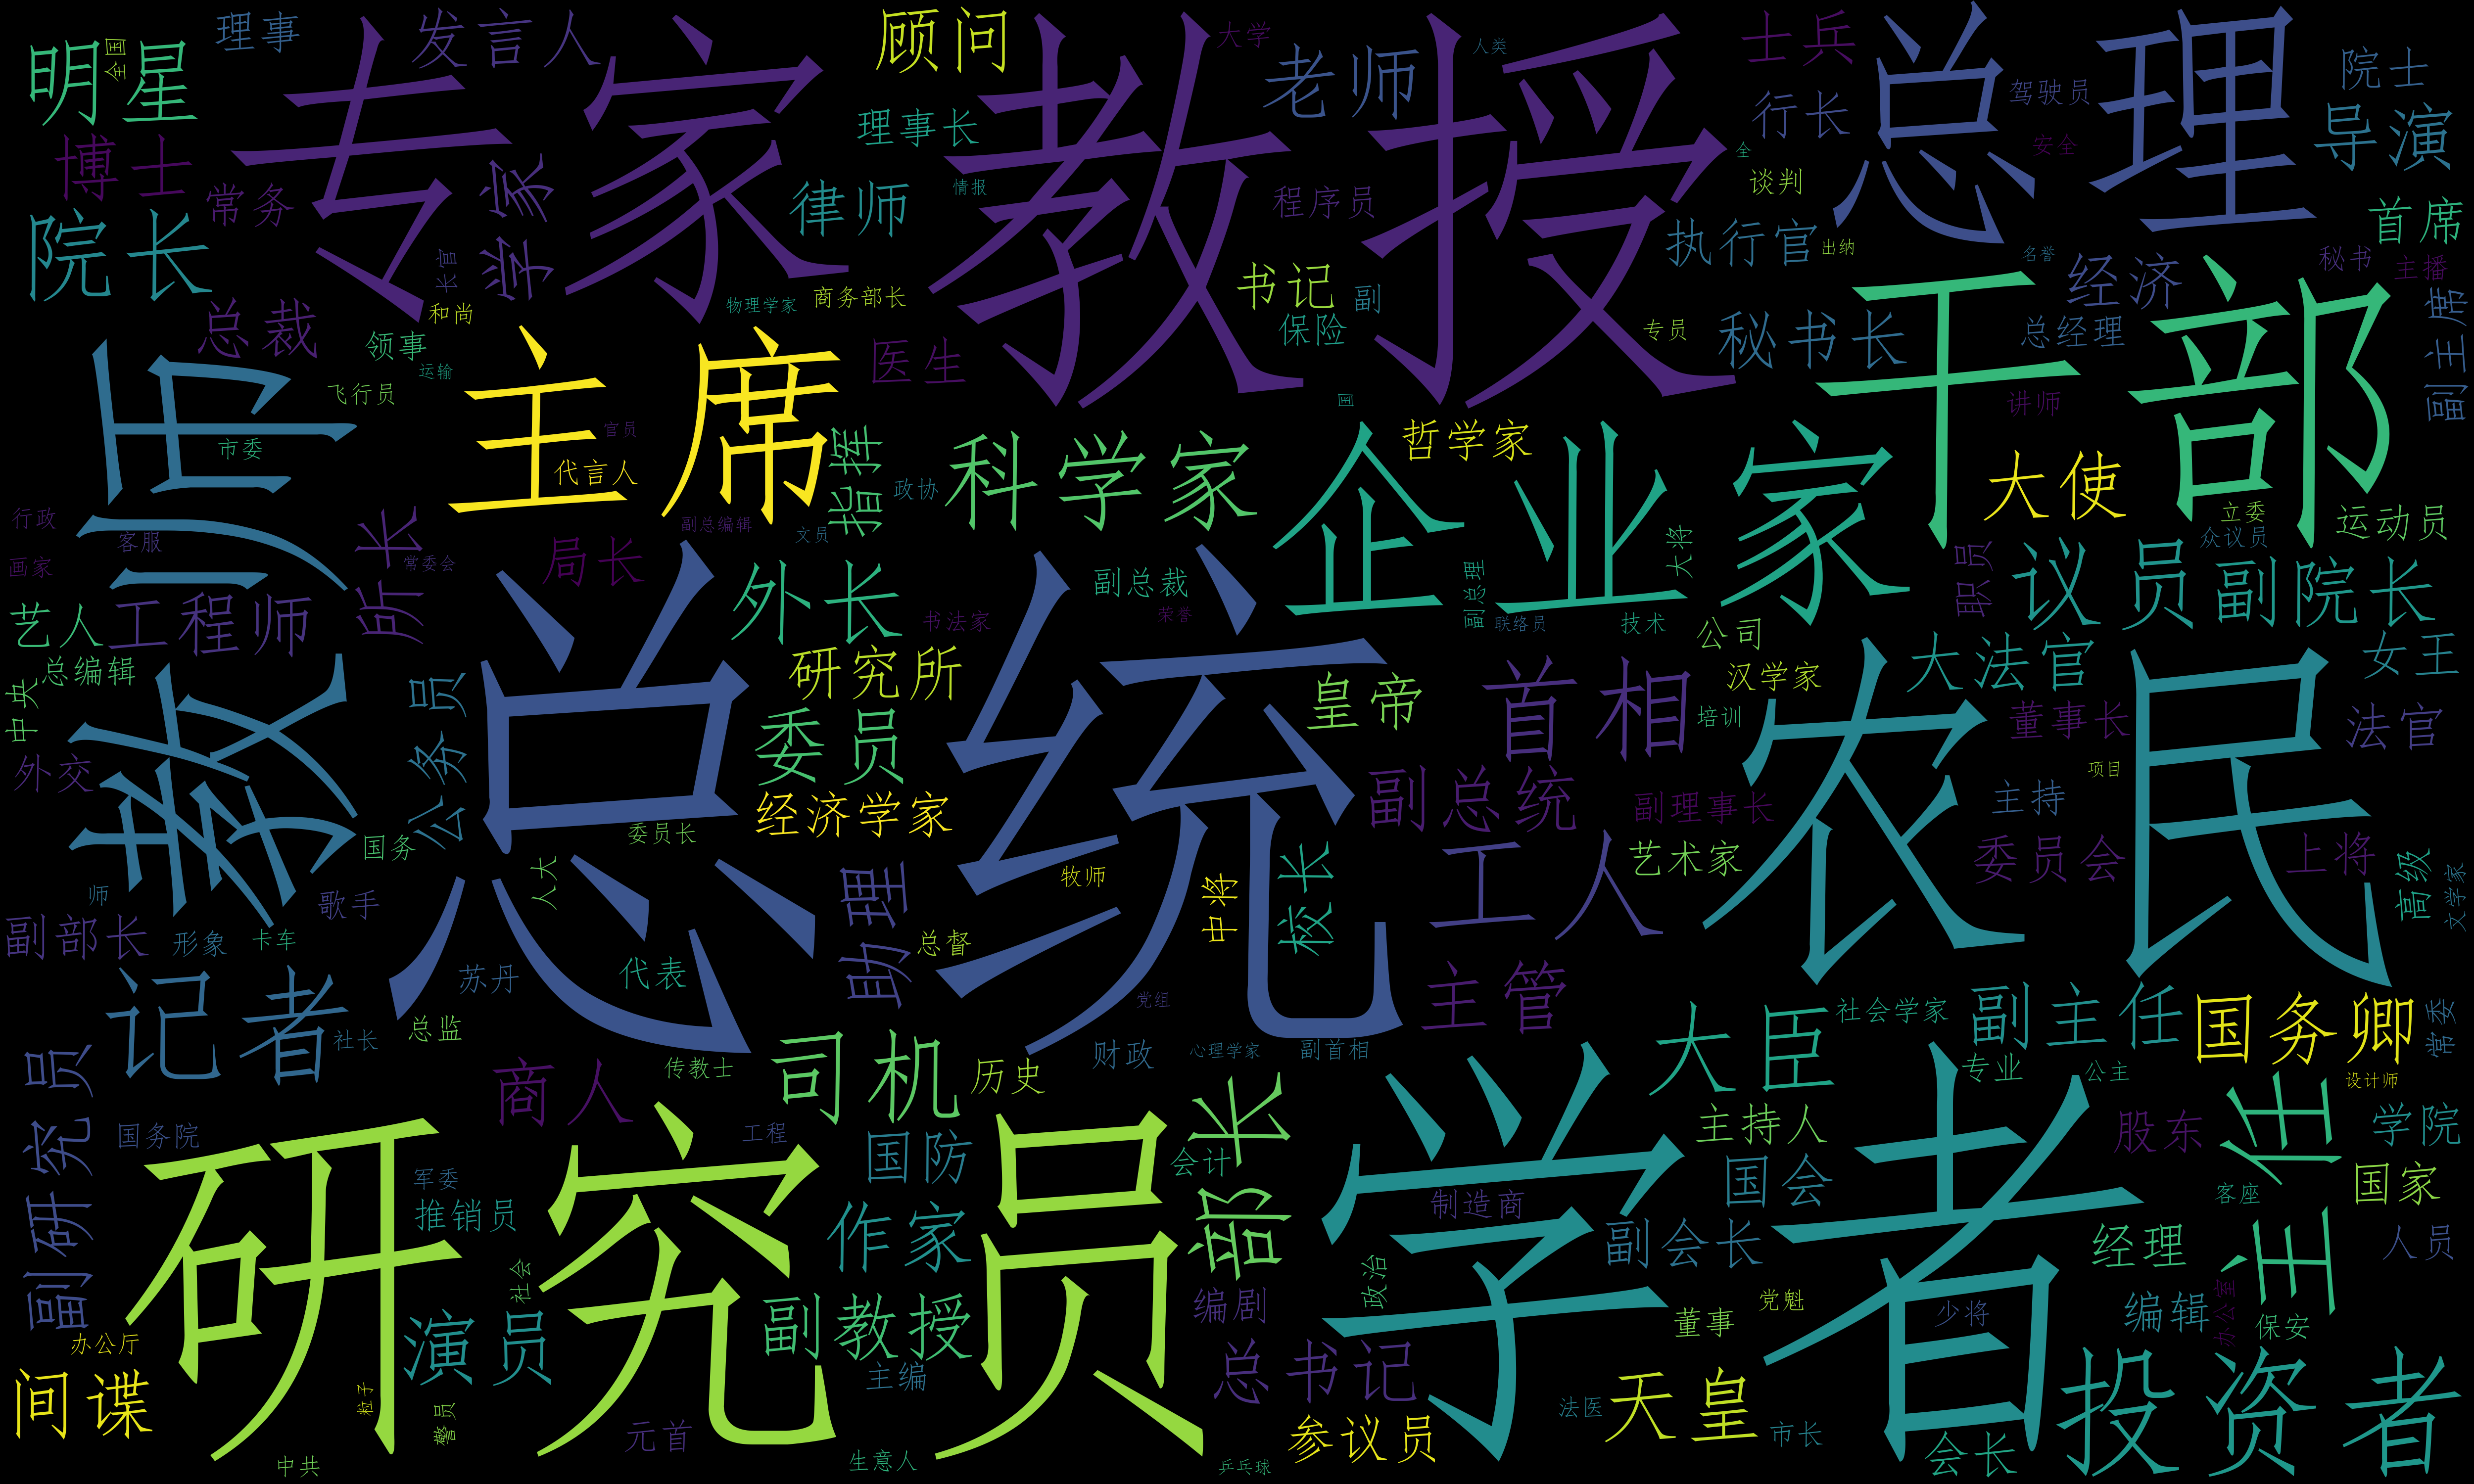 明星
全国
理事
发言人
专家
教授
顾问
大学
老师
人类
士兵
总理
院士
导演
驾驶员
行长
理事长
博士
常务
学家
律师
情报
程序员
全
谈判
执行官
安全
首席
院长
长官
和尚
物理学家
商务部长
书记
副
保险
专员
出纳
名誉
经济
秘书
主播
秘书长
总经理
副主席
总裁
领事
运输
飞行员
教师
主席
医生
国
干部
讲师
市委
官员
代言人
指挥
政协
科学家
企业家
哲学家
大使
立委
运动员
众议员
行政
客服
画家
所长
常委会
局长
副总编辑
文员
外长
副总裁
书法家
荣誉
副总理
联络员
大将
技术
公司
职员
议员
副院长
艺人
工程师
总编辑
中央
公务员
总统
研究所
皇帝
首相
汉学家
培训
大法官
农民
女王
董事长
法官
外交
委员
经济学家
副总统
副理事长
项目
主持
国务
委员长
人大
助理
牧师
中将
校长
工人
艺术家
委员会
上将
高级
文学家
师
歌手
副部长
形象
卡车
苏丹
代表
总督
主管
记者
社长
总监
党组
大臣
社会学家
副主任
国务卿
常委
副研究员
传教士
商人
司机
历史
财政
心理学家
副首相
专业
公主
设计师
国务院
研究员
工程
国防
会计
部长
学者
主持人
股东
主任
学院
军委
推销员
作家
制造商
国会
国家
客座
副会长
经理
人员
社会
演员
副教授
编剧
政治
董事
党魁
少将
编辑
办公室
保安
办公厅
间谍
粒子
警员
主编
总书记
天皇
投资者
中共
元首
生意人
乒乓球
参议员
法医
市长
会长